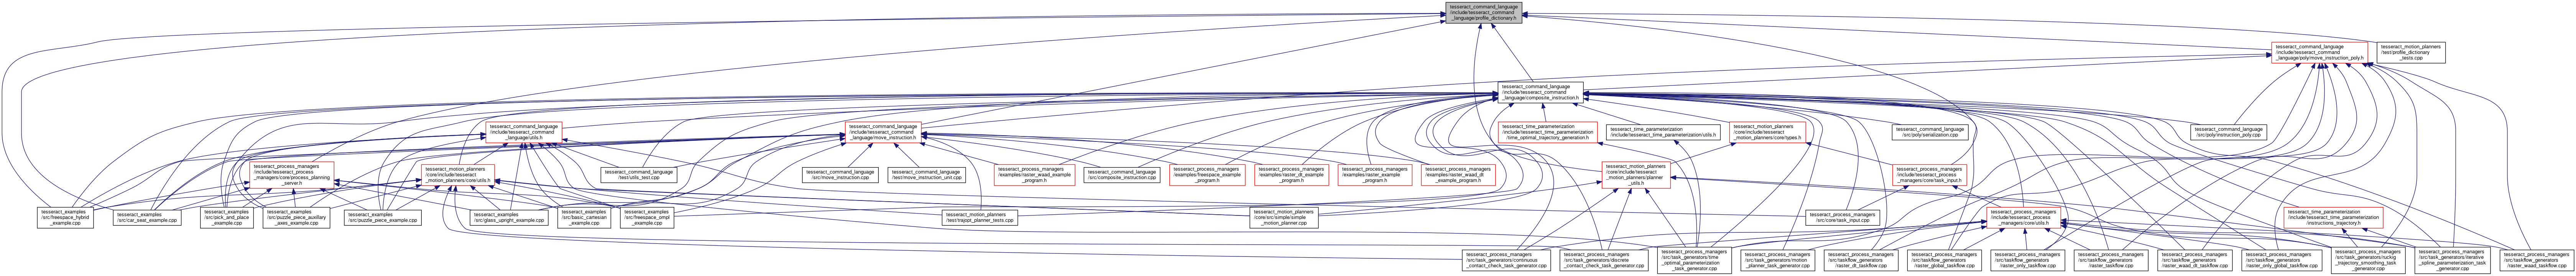 tesseract_command_language
/include/tesseract_command
_language/profile_dictionary.h
tesseract_command_language
/include/tesseract_command
_language/poly/move_instruction_poly.h
tesseract_motion_planners
/test/profile_dictionary
_tests.cpp
tesseract_command_language
/include/tesseract_command
_language/composite_instruction.h
tesseract_command_language
/include/tesseract_command
_language/utils.h
tesseract_command_language
/include/tesseract_command
_language/move_instruction.h
tesseract_time_parameterization
/include/tesseract_time_parameterization
/time_optimal_trajectory_generation.h
tesseract_time_parameterization
/include/tesseract_time_parameterization/utils.h
tesseract_motion_planners
/core/include/tesseract
_motion_planners/core/types.h
tesseract_command_language
/src/poly/serialization.cpp
tesseract_command_language
/src/poly/instruction_poly.cpp
tesseract_process_managers
/include/tesseract_process
_managers/core/process_planning
_server.h
tesseract_motion_planners
/core/include/tesseract
_motion_planners/core/utils.h
tesseract_command_language
/test/utils_test.cpp
tesseract_command_language
/src/move_instruction.cpp
tesseract_command_language
/test/move_instruction_unit.cpp
tesseract_process_managers
/examples/raster_waad_example
_program.h
tesseract_command_language
/src/composite_instruction.cpp
tesseract_process_managers
/examples/freespace_example
_program.h
tesseract_process_managers
/examples/raster_dt_example
_program.h
tesseract_process_managers
/examples/raster_example
_program.h
tesseract_process_managers
/examples/raster_waad_dt
_example_program.h
tesseract_motion_planners
/core/include/tesseract
_motion_planners/planner
_utils.h
tesseract_process_managers
/include/tesseract_process
_managers/core/task_input.h
tesseract_examples
/src/freespace_hybrid
_example.cpp
tesseract_examples
/src/car_seat_example.cpp
tesseract_examples
/src/pick_and_place
_example.cpp
tesseract_examples
/src/puzzle_piece_auxillary
_axes_example.cpp
tesseract_examples
/src/puzzle_piece_example.cpp
tesseract_examples
/src/glass_upright_example.cpp
tesseract_examples
/src/basic_cartesian
_example.cpp
tesseract_examples
/src/freespace_ompl
_example.cpp
tesseract_motion_planners
/test/trajopt_planner_tests.cpp
tesseract_motion_planners
/core/src/simple/simple
_motion_planner.cpp
tesseract_process_managers
/src/core/task_input.cpp
tesseract_process_managers
/include/tesseract_process
_managers/core/utils.h
tesseract_time_parameterization
/include/tesseract_time_parameterization
/instructions_trajectory.h
tesseract_process_managers
/src/task_generators/continuous
_contact_check_task_generator.cpp
tesseract_process_managers
/src/task_generators/discrete
_contact_check_task_generator.cpp
tesseract_process_managers
/src/task_generators/time
_optimal_parameterization
_task_generator.cpp
tesseract_process_managers
/src/task_generators/motion
_planner_task_generator.cpp
tesseract_process_managers
/src/taskflow_generators
/raster_dt_taskflow.cpp
tesseract_process_managers
/src/taskflow_generators
/raster_global_taskflow.cpp
tesseract_process_managers
/src/taskflow_generators
/raster_only_taskflow.cpp
tesseract_process_managers
/src/taskflow_generators
/raster_taskflow.cpp
tesseract_process_managers
/src/taskflow_generators
/raster_waad_dt_taskflow.cpp
tesseract_process_managers
/src/taskflow_generators
/raster_only_global_taskflow.cpp
tesseract_process_managers
/src/task_generators/ruckig
_trajectory_smoothing_task
_generator.cpp
tesseract_process_managers
/src/task_generators/iterative
_spline_parameterization_task
_generator.cpp
tesseract_process_managers
/src/taskflow_generators
/raster_waad_taskflow.cpp